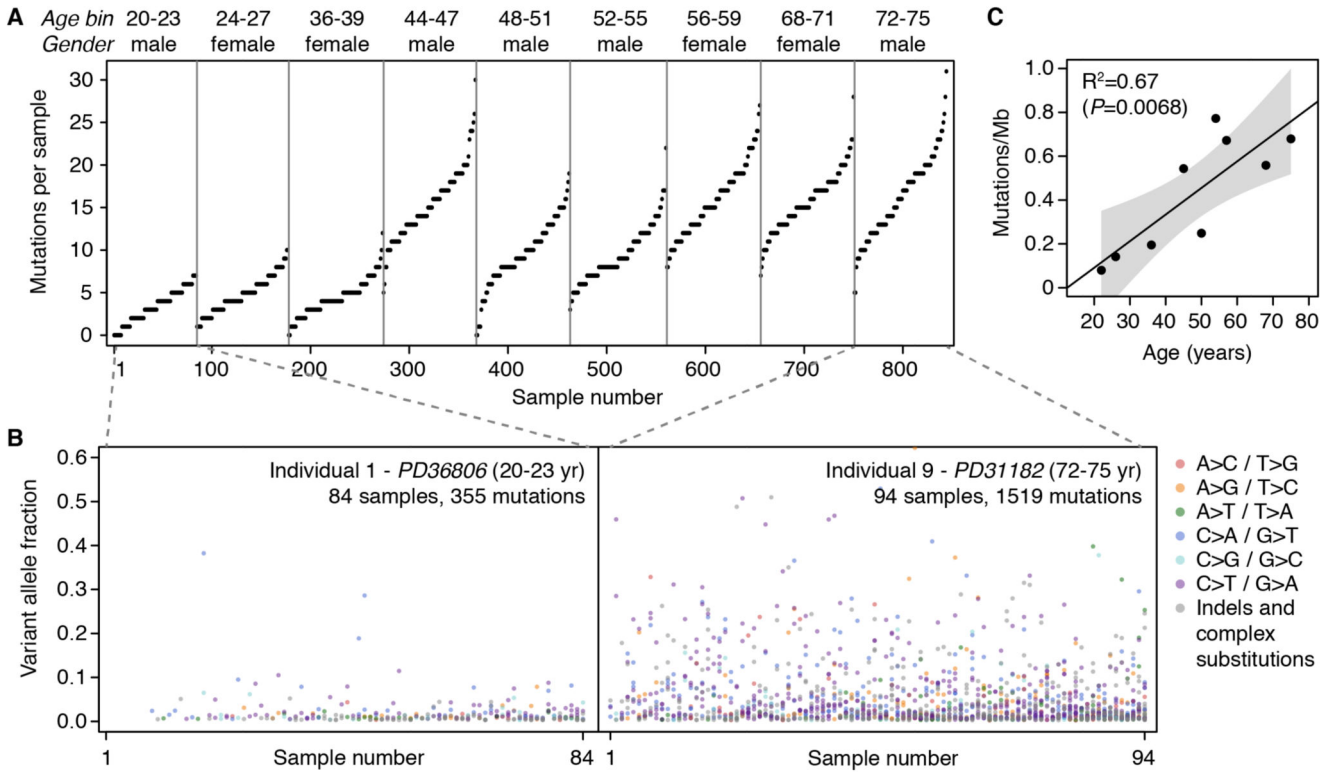 A
Age bin 20-23 24-27 36-39 44-47 48-51 52-55 56-59 68-71 72-75
Gender male female female male male male female female male
Mutations per sample
30
25
20
15
10
5
0
1 100 200 300 400 500 600 700 800
Sample number
C
R²=0.67
(P=0.0068)
Mutations/Mb
1.0
0.8
0.6
0.4
0.2
0
20 30 40 50 60 70 80
Age (years)
B
Variant allele fraction
0.6
0.5
0.4
0.3
0.2
0.1
0.0
Individual 1 - PD36806 (20-23 yr)
84 samples, 355 mutations
1 Sample number 84
Individual 9 - PD31182 (72-75 yr)
94 samples, 1519 mutations
1 Sample number 94
A>C / T>G
A>G / T>C
A>T / T>A
C>A / G>T
C>G / G>C
C>T / G>A
Indels and
complex
substitutions